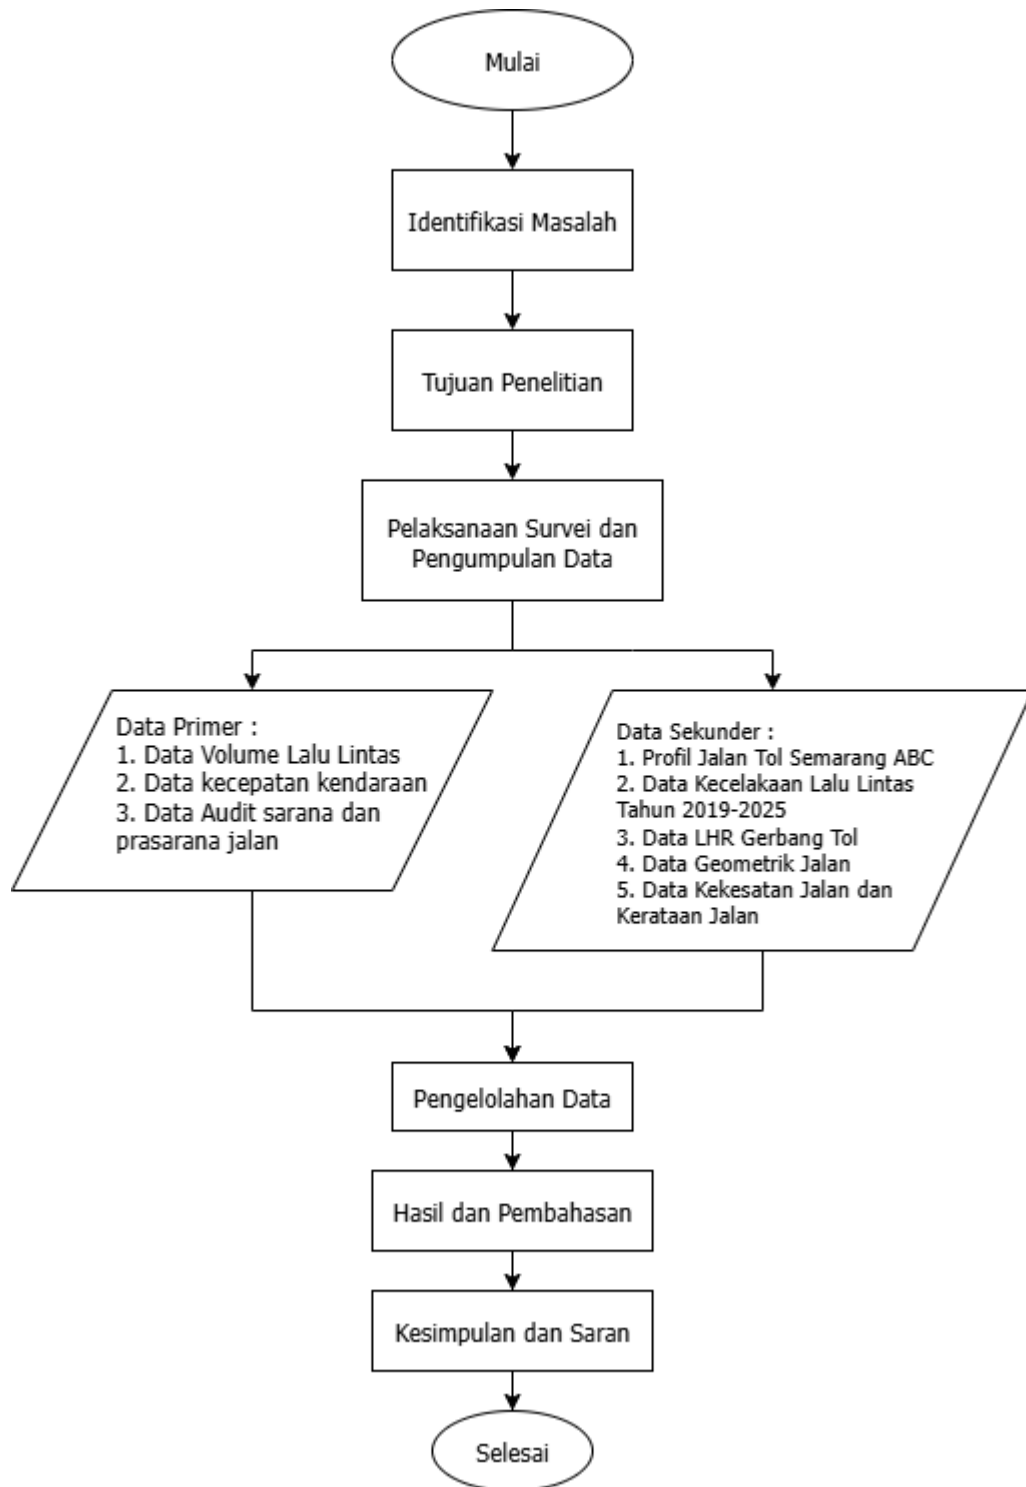 Mulai
Identifikasi Masalah
Tujuan Penelitian
Pelaksanaan Survei dan
Pengumpulan Data
Data Primer :
1. Data Volume Lalu Lintas
2. Data kecepatan kendaraan
3. Data Audit sarana dan
prasarana jalan
Data Sekunder :
1. Profil Jalan Tol Semarang ABC
2. Data Kecelakaan Lalu Lintas
Tahun 2019-2025
3. Data LHR Gerbang Tol
4. Data Geometrik Jalan
5. Data Kekesatan Jalan dan
Kerataan Jalan
Pengelolahan Data
Hasil dan Pembahasan
Kesimpulan dan Saran
Selesai